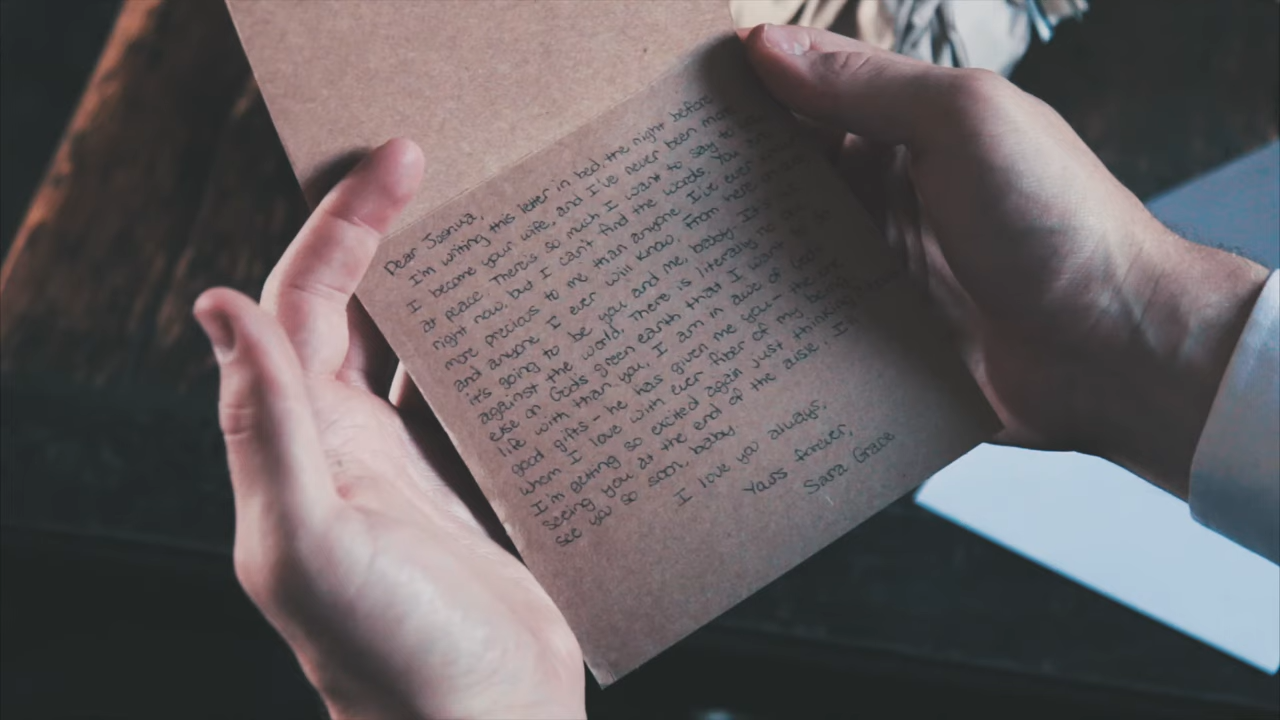 Dear Joshua,
I'm writing this letter in bed, the night before
I become your wife, and I've never been more
at peace. There's so much I want to say to
right now, but I can't find the words. You
more precious to me than anyone I've ever
and anyone I ever will know. From here on
it's going to be you and me, baby-
against the world. There is literally no
else on God's green earth that I want
life with than you. I am in awe of God
good gifts - he has given me you-
whom I love with ever fiber of my
I'm getting so excited again just thinking
seeing you at the end of the aisle. I
see you so soon, baby
I love you always.
Yours forever,
Sara Grace